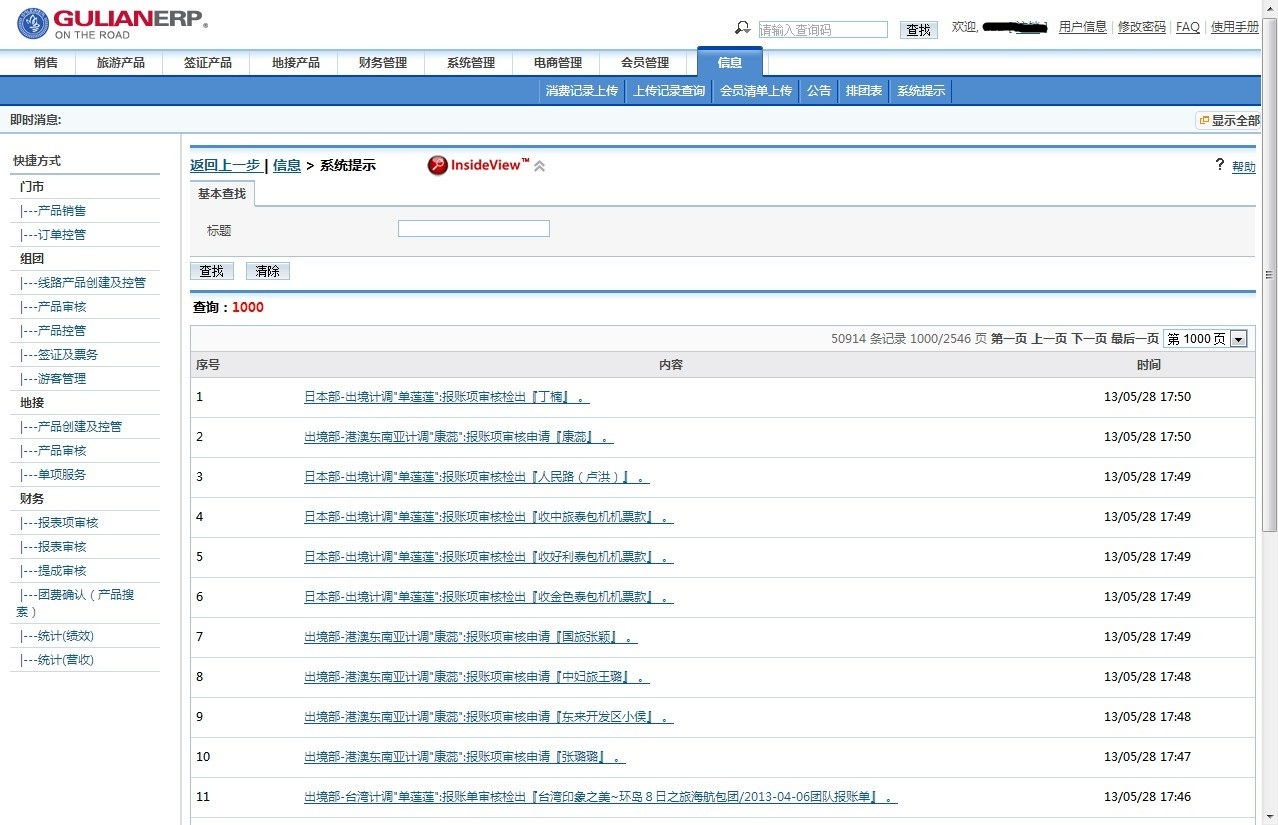 GULIANERP®
ON THE ROAD
请输入查询码 查找 欢迎, 用户信息 | 修改密码 | FAQ | 使用手册
销售 旅游产品 签证产品 地接产品 财务管理 系统管理 电商管理 会员管理 信息
消费记录上传 上传记录查询 会员清单上传 公告 排团表 系统提示
即时消息: 显示全部
快捷方式
门市
|---产品销售
|---订单控管
组团
|---线路产品创建及控管
|---产品审核
|---产品控管
|---签证及票务
|---游客管理
地接
|---产品创建及控管
|---产品审核
|---单项服务
财务
|---报表项审核
|---报表审核
|---提成审核
|---团费确认（产品搜
索）
|---统计(绩效)
|---统计(营收)
返回上一步 | 信息 > 系统提示 InsideView™ ? 帮助
基本查找
标题
查找 清除
查询：1000
50914 条记录 1000/2546 页 第一页 上一页 下一页 最后一页 第 1000 页
序号 内容 时间
1 日本部-出境计调"单莲莲":报账项审核检出『丁楠』 。 13/05/28 17:50
2 出境部-港澳东南亚计调"康蕊":报账项审核申请『康蕊』 。 13/05/28 17:50
3 日本部-出境计调"单莲莲":报账项审核检出『人民路（卢洪）』 。 13/05/28 17:49
4 日本部-出境计调"单莲莲":报账项审核检出『收中旅泰包机机票款』 。 13/05/28 17:49
5 日本部-出境计调"单莲莲":报账项审核检出『收好利泰包机机票款』 。 13/05/28 17:49
6 日本部-出境计调"单莲莲":报账项审核检出『收金色泰包机机票款』 。 13/05/28 17:49
7 出境部-港澳东南亚计调"康蕊":报账项审核申请『国旅张颖』 。 13/05/28 17:49
8 出境部-港澳东南亚计调"康蕊":报账项审核申请『中妇旅王璐』 。 13/05/28 17:48
9 出境部-港澳东南亚计调"康蕊":报账项审核申请『东来开发区小侯』 。 13/05/28 17:48
10 出境部-港澳东南亚计调"康蕊":报账项审核申请『张璐璐』 。 13/05/28 17:47
11 出境部-台湾计调"单莲莲":报账单审核检出『台湾印象之美~环岛８日之旅海航包团/2013-04-06团队报账单』 。 13/05/28 17:46